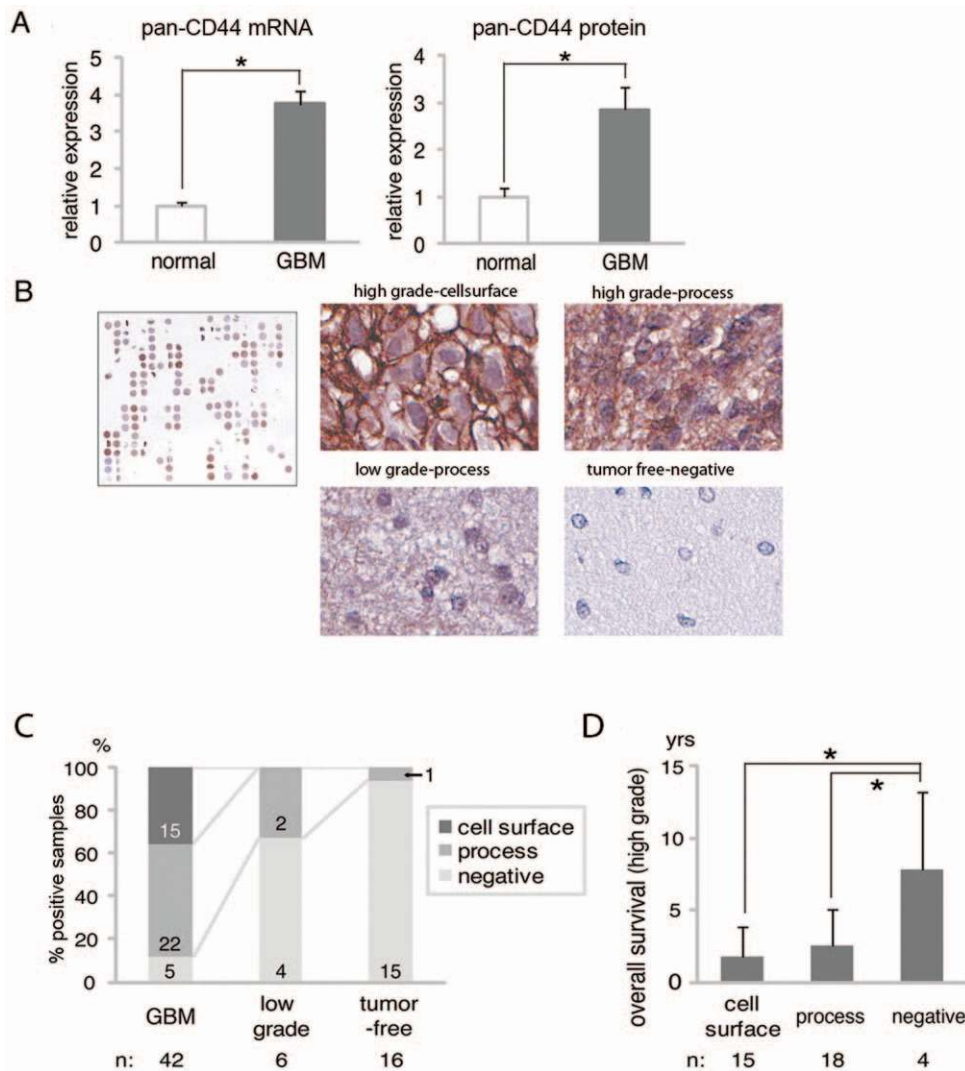 A
pan-CD44 mRNA
relative expression
5
4
3
2
1
0
*
normal
GBM
pan-CD44 protein
relative expression
4
3
2
1
0
*
normal
GBM
B
high grade-cellsurface
high grade-process
low grade-process
tumor free-negative
C
%
% positive samples
100
80
60
40
20
0
15
22
5
2
4
1
15
GBM
low
grade
tumor
-free
n: 42 6 16
cell surface
process
negative
D
yrs
overall survival (high grade)
15
10
5
0
*
*
cell
surface
process
negative
n: 15 18 4